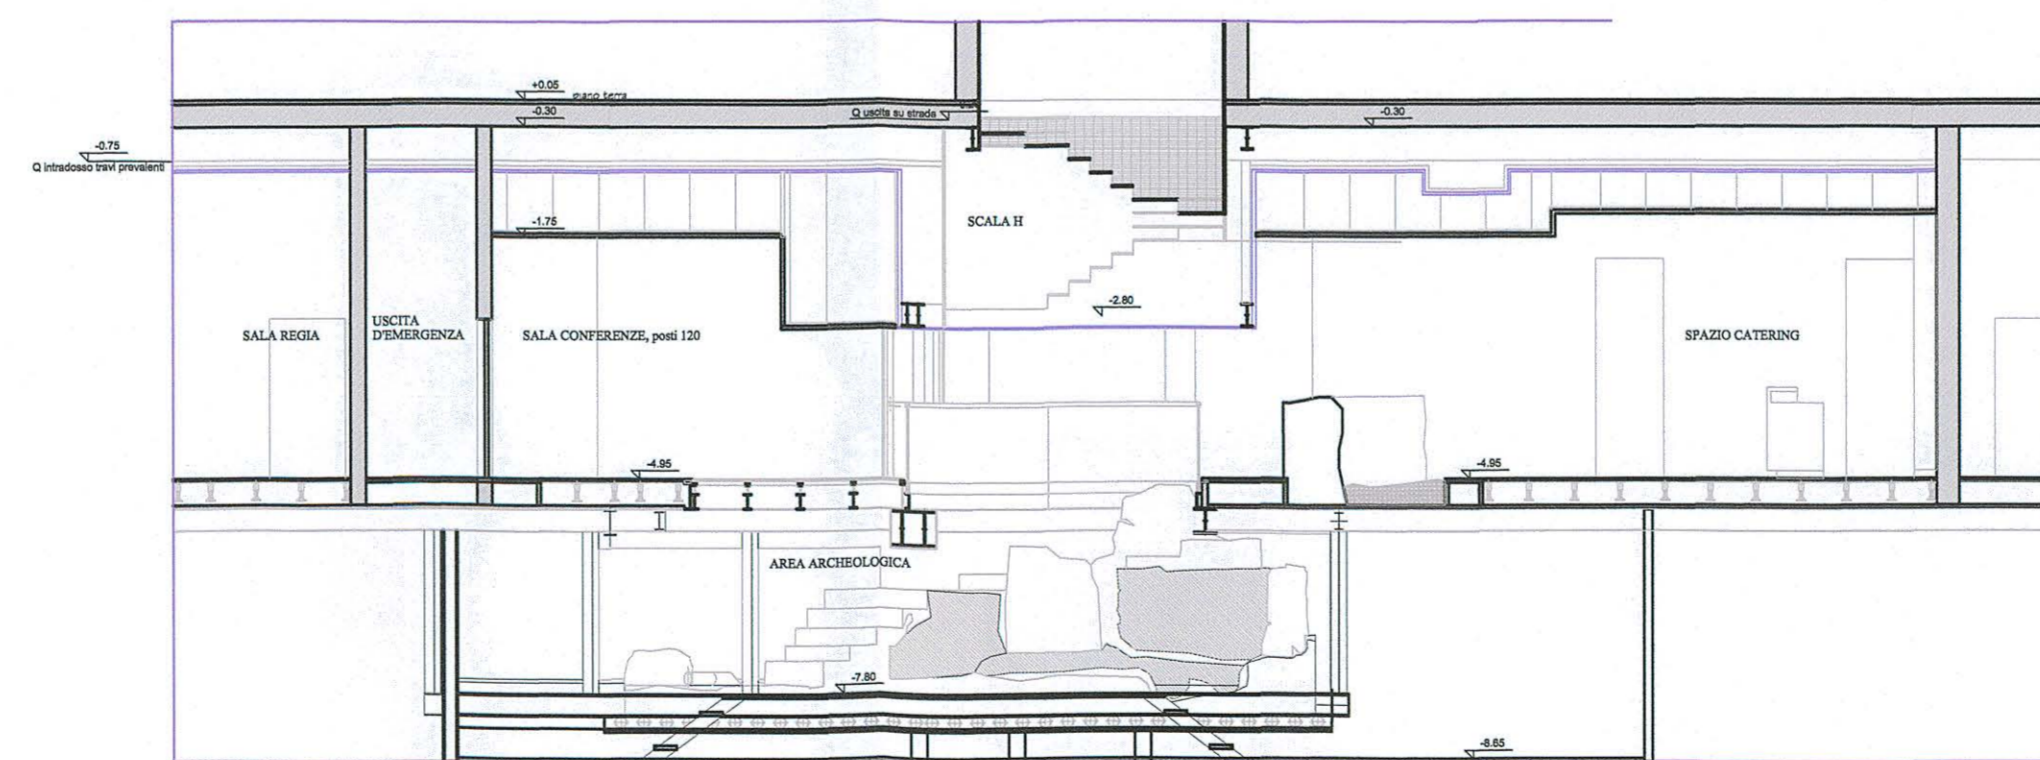 +0.05
piano terra
-0.30
Q uscita su strada
-0.30
-0.75
Q intradosso travi prevalenti
-1.75
SCALA H
-2.80
SALA REGIA
USCITA
D'EMERGENZA
SALA CONFERENZE, posti 120
SPAZIO CATERING
-4.95
-4.95
AREA ARCHEOLOGICA
-7.80
-8.65